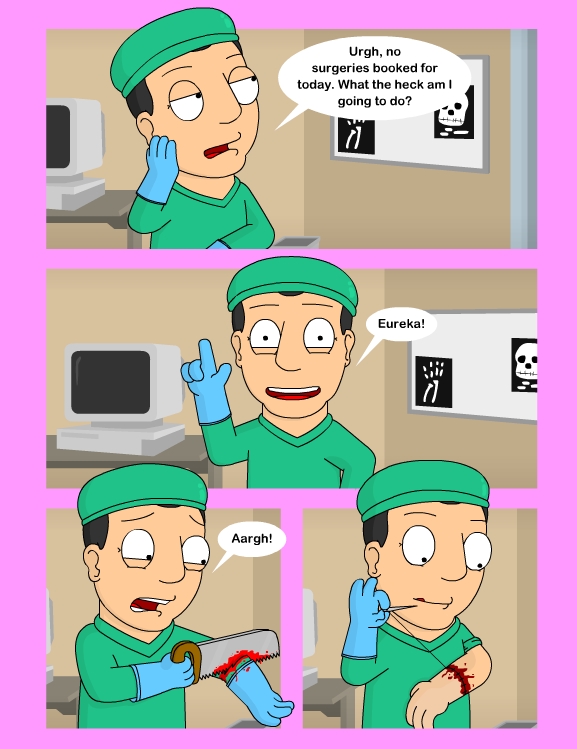 Urgh, no
surgeries booked for
today. What the heck am I
going to do?
Eureka!
Aargh!